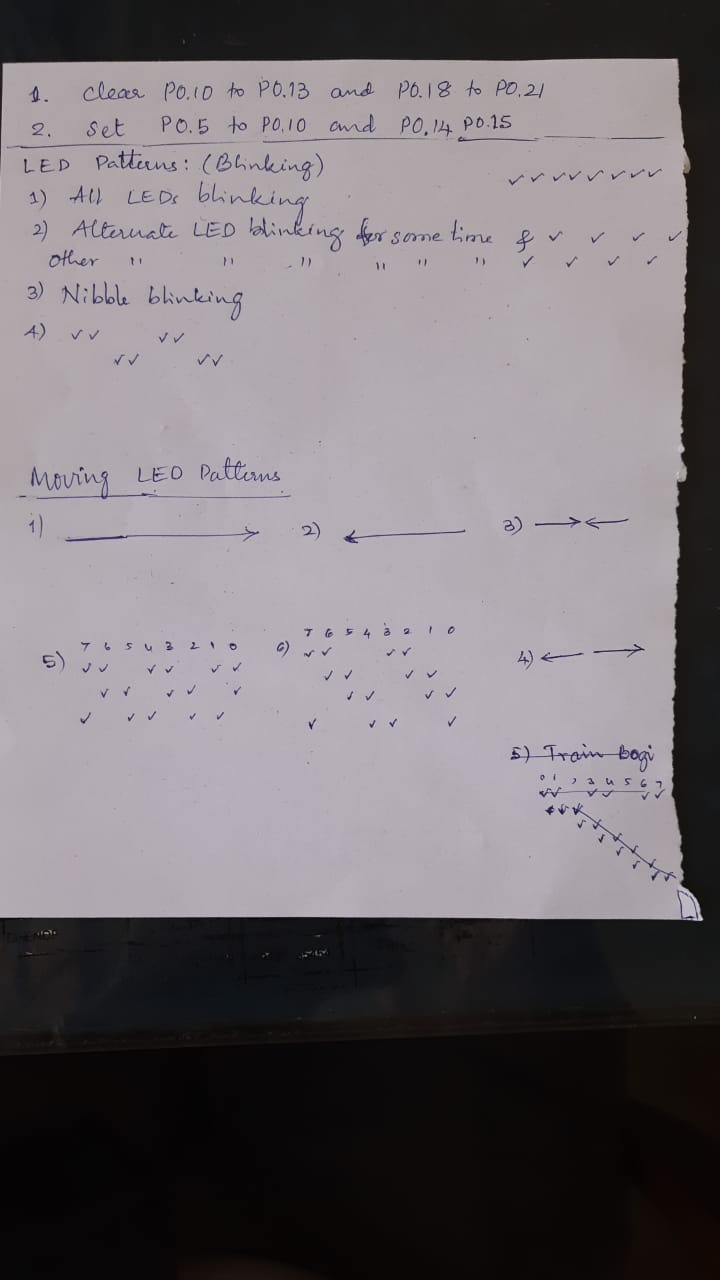 1. Clear P0.10 to P0.13 and P0.18 to P0.21
2. Set P0.5 to P0.10 and P0.14 P0.15
LED Patterns: (Blinking)
1) All LEDs blinking ✓ ✓ ✓ ✓ ✓ ✓ ✓ ✓
2) Alternate LED blinking for some time & ✓ ✓ ✓ ✓
Other " " " " " " ✓ ✓ ✓ ✓
3) Nibble blinking
4) ✓✓ ✓✓
✓✓ ✓✓
Moving LED Patterns
1) → 2) ← 3) →←
7 6 5 4 3 2 1 0
5) ✓✓ ✓✓ ✓✓
✓ ✓ ✓ ✓ ✓
✓ ✓ ✓ ✓ ✓
7 6 5 4 3 2 1 0
6) ✓✓ ✓✓
✓ ✓ ✓ ✓
✓ ✓ ✓ ✓
✓ ✓ ✓ ✓
4) ← →
5) Train bogi
0 1 2 3 4 5 6 7